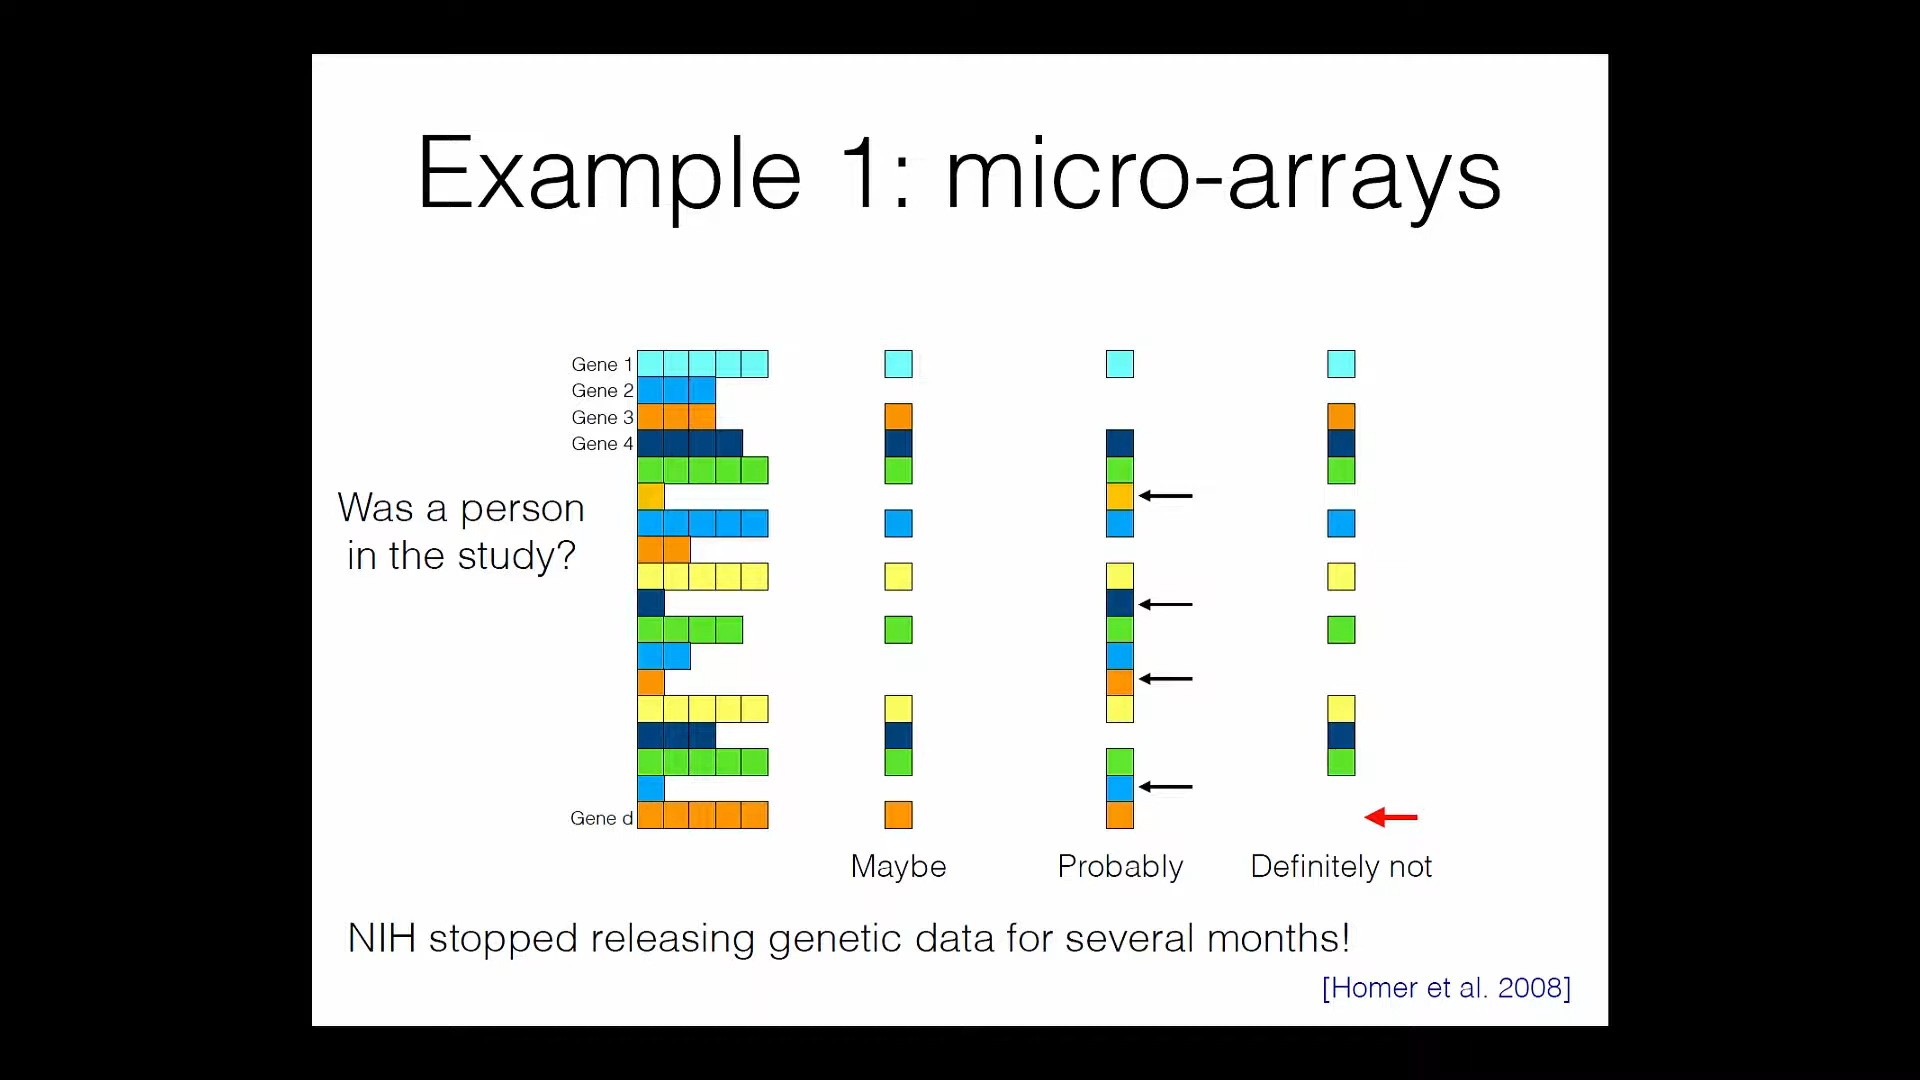 Example 1: micro-arrays
Gene 1
Gene 2
Gene 3
Gene 4
Was a person
in the study?
Gene d
Maybe
Probably
Definitely not
NIH stopped releasing genetic data for several months!
[Homer et al. 2008]